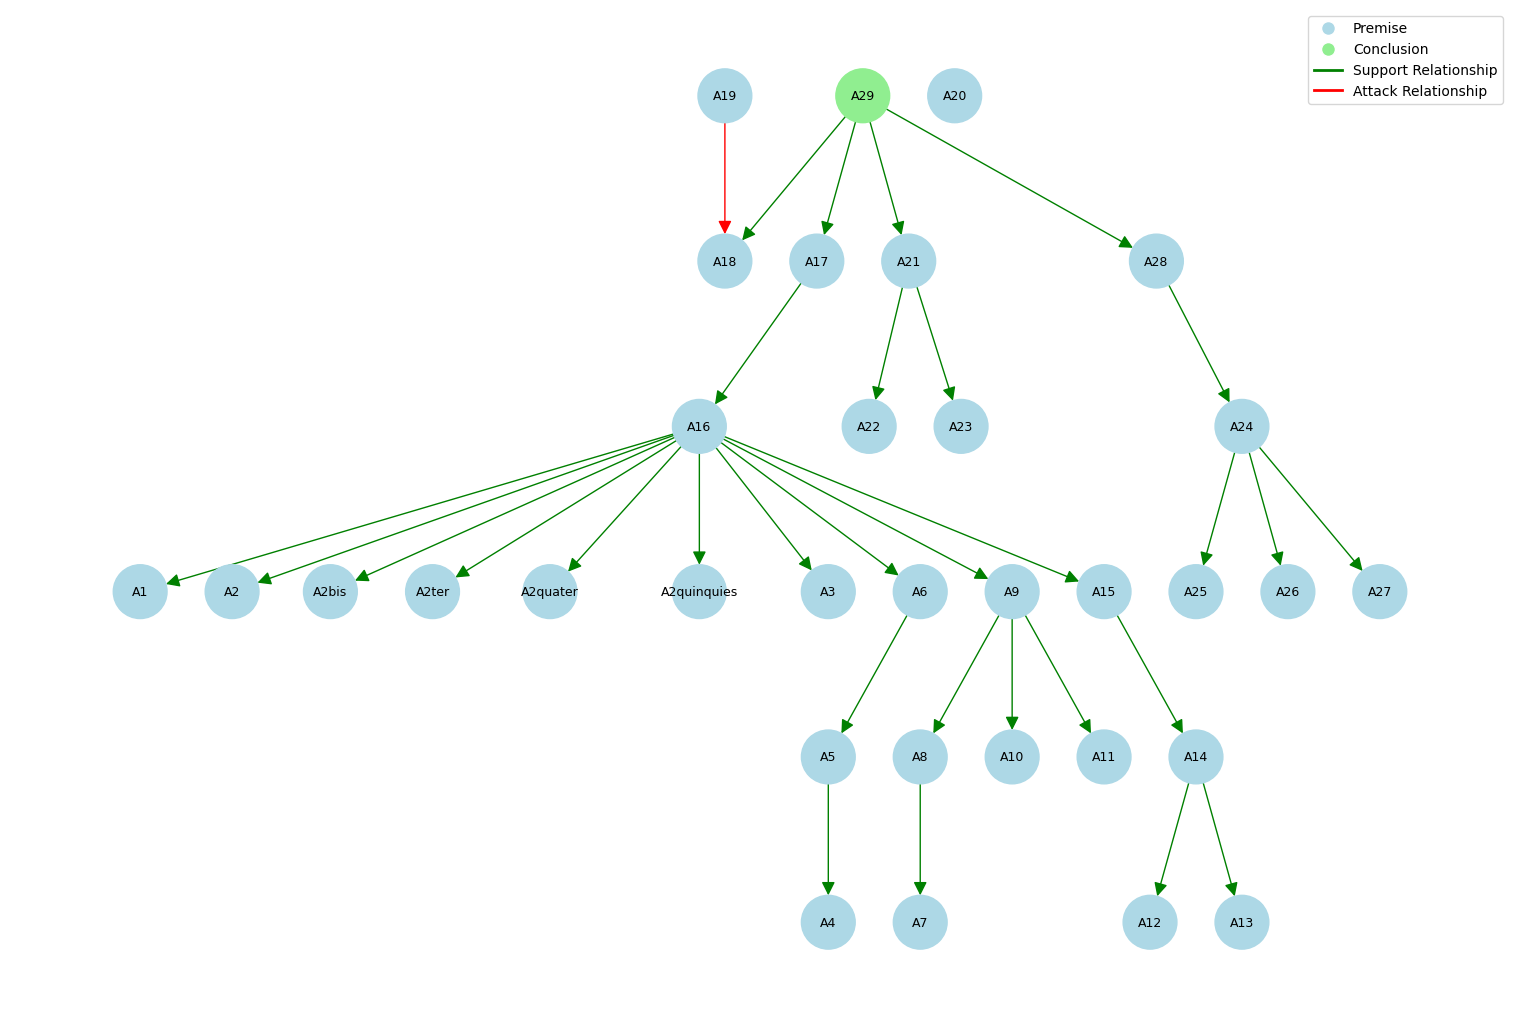 Premise
Conclusion
Support Relationship
Attack Relationship
A19
A29
A20
A18
A17
A21
A28
A16
A22
A23
A24
A1
A2
A2bis
A2ter
A2quater
A2quinquies
A3
A6
A9
A15
A25
A26
A27
A5
A8
A10
A11
A14
A4
A7
A12
A13